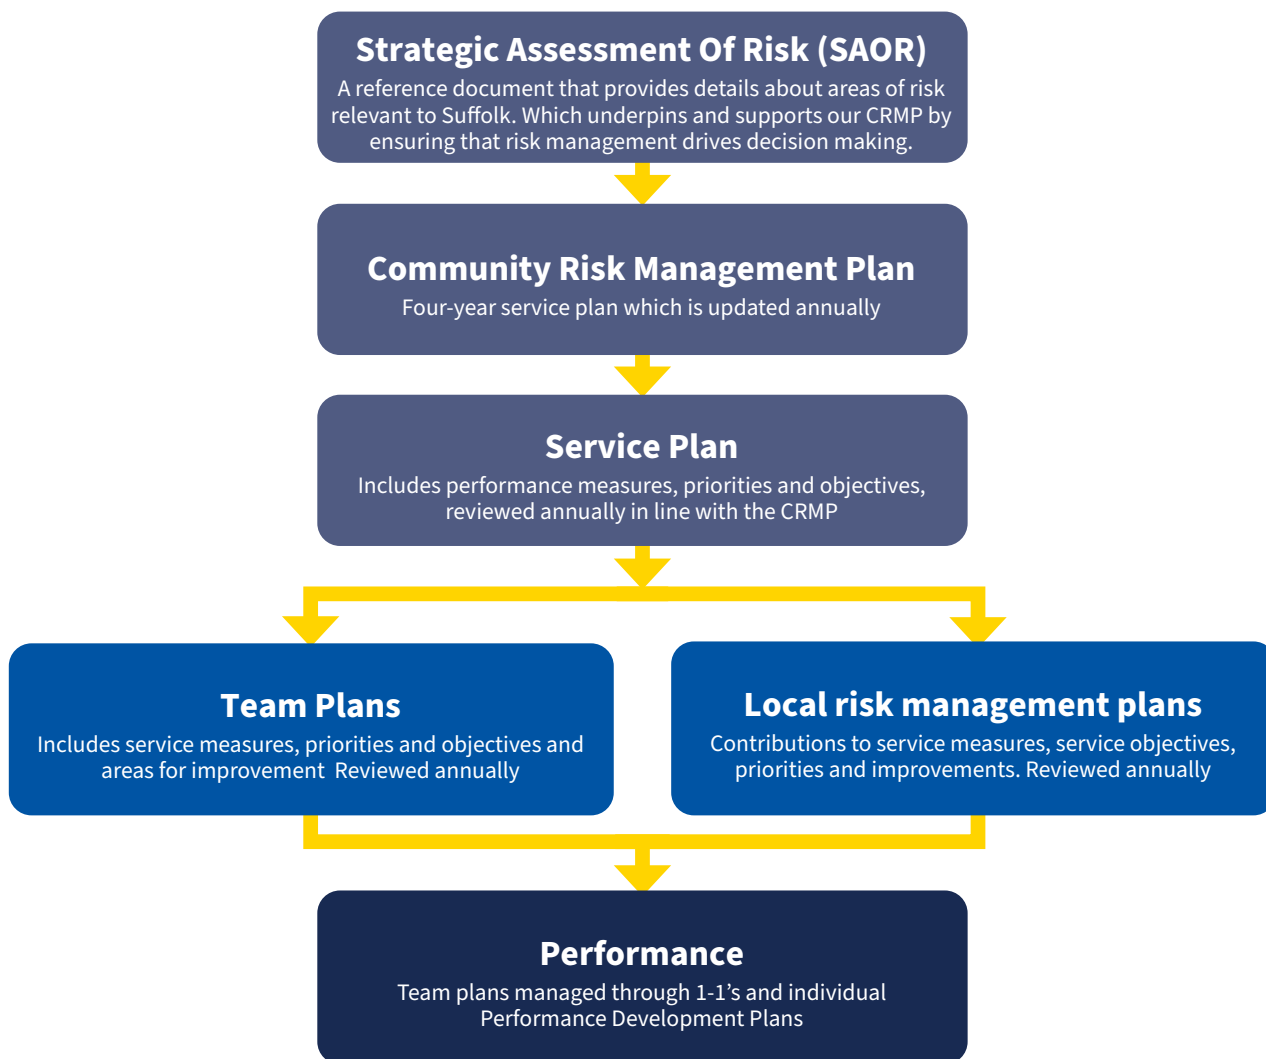 Strategic Assessment Of Risk (SAOR)
A reference document that provides details about areas of risk
relevant to Suffolk. Which underpins and supports our CRMP by
ensuring that risk management drives decision making.
Community Risk Management Plan
Four-year service plan which is updated annually
Service Plan
Includes performance measures, priorities and objectives,
reviewed annually in line with the CRMP
Team Plans
Includes service measures, priorities and objectives and
areas for improvement  Reviewed annually
Local risk management plans
Contributions to service measures, service objectives,
priorities and improvements. Reviewed annually
Performance
Team plans managed through 1-1’s and individual
Performance Development Plans